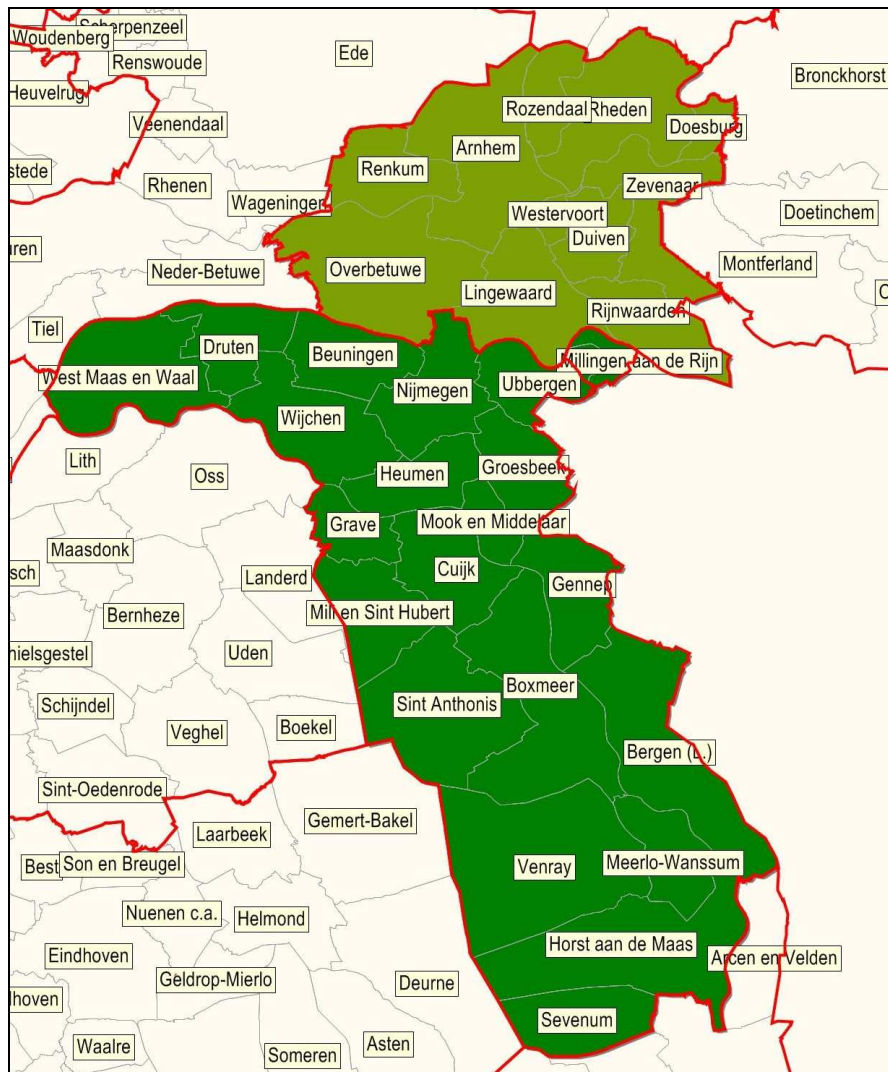 Scherpenzeel
Woudenberg
Ede
Renswoude
Bronckhorst
Heuvelrug
Rozendaal
Rheden
Veenendaal
Doesburg
Arnhem
Renkum
stede
Rhenen
Zevenaar
Wageningen
Westervoort
Doetinchem
Duiven
uren
Montferland
Neder-Betuwe
Overbetuwe
Lingewaard
Rijnwaarden
Tiel
Druten
Beuningen
Millingen aan de Rijn
West Maas en Waal
Ubbergen
Nijmegen
Wijchen
Lith
Oss
Heumen
Groesbeek
Grave
Mook en Middelaar
Maasdonk
sch
Landerd
Cuijk
Gennep
Bernheze
Mill en Sint Hubert
hielsgestel
Uden
Boxmeer
Schijndel
Sint Anthonis
Veghel
Boekel
Bergen (L.)
Sint-Oedenrode
Laarbeek
Gemert-Bakel
Best
Son en Breugel
Venray
Meerlo-Wanssum
Nuenen c.a.
Helmond
Eindhoven
Horst aan de Maas
Arcen en Velden
Geldrop-Mierlo
Deurne
dhoven
Sevenum
Waalre
Someren
Asten